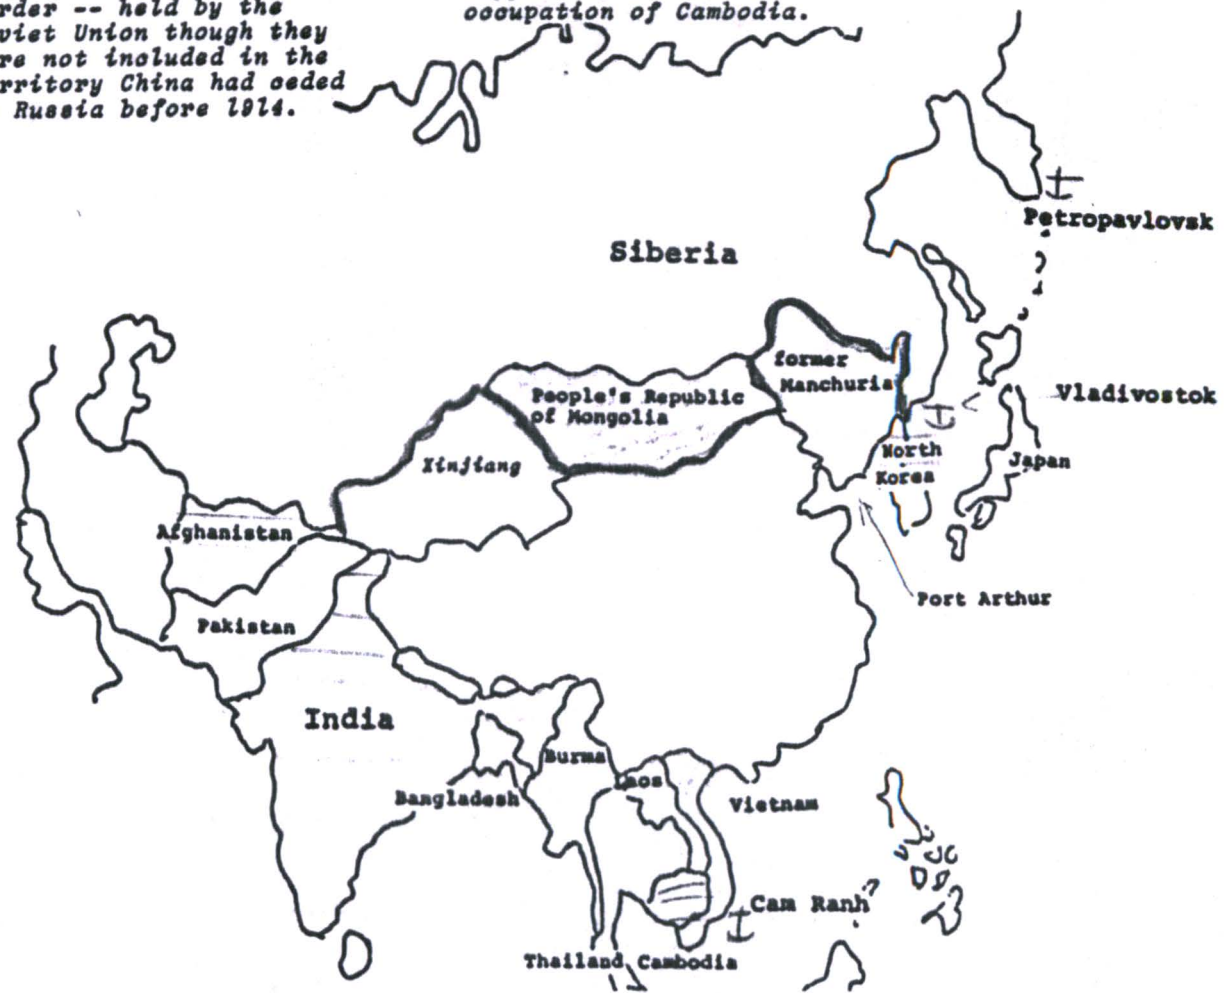 rder -- held by the
viet Union though they
re not included in the
rritory China had ceded
Russia before 1914.
occupation of Cambodia.
Petropavlovsk
Siberia
former
Manchuria
People's Republic
of Mongolia
Vladivostok
Xinjiang
North
Korea
Japan
Afghanistan
Port Arthur
Pakistan
India
Burma
Laos
Bangladesh
Vietnam
Cam Ranh
Thailand
Cambodia